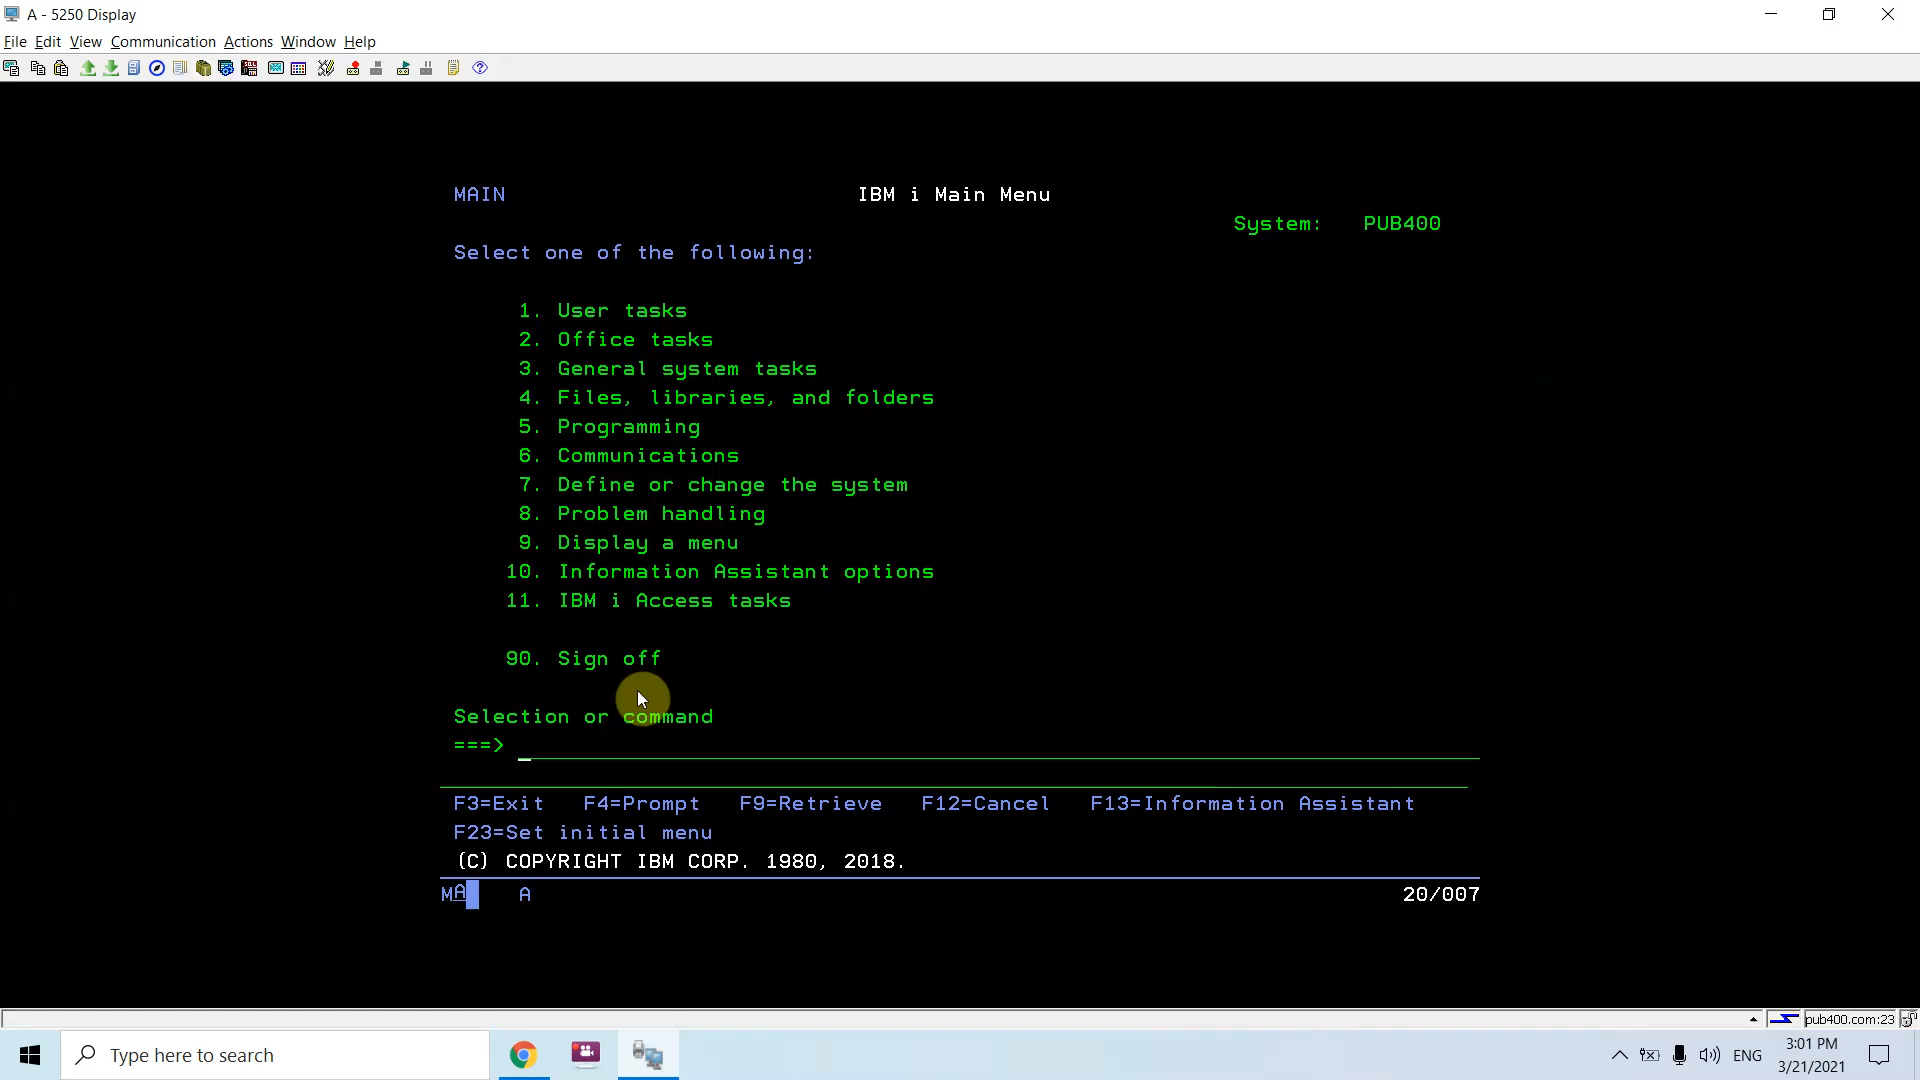 A - 5250 Display
File Edit View Communication Actions Window Help
MAIN IBM i Main Menu
System: PUB400
Select one of the following:
1. User tasks
2. Office tasks
3. General system tasks
4. Files, libraries, and folders
5. Programming
6. Communications
7. Define or change the system
8. Problem handling
9. Display a menu
10. Information Assistant options
11. IBM i Access tasks
90. Sign off
Selection or command
===>
F3=Exit F4=Prompt F9=Retrieve F12=Cancel F13=Information Assistant
F23=Set initial menu
(C) COPYRIGHT IBM CORP. 1980, 2018.
MA A 20/007
pub400.com:23
Type here to search
ENG
3:01 PM
3/21/2021